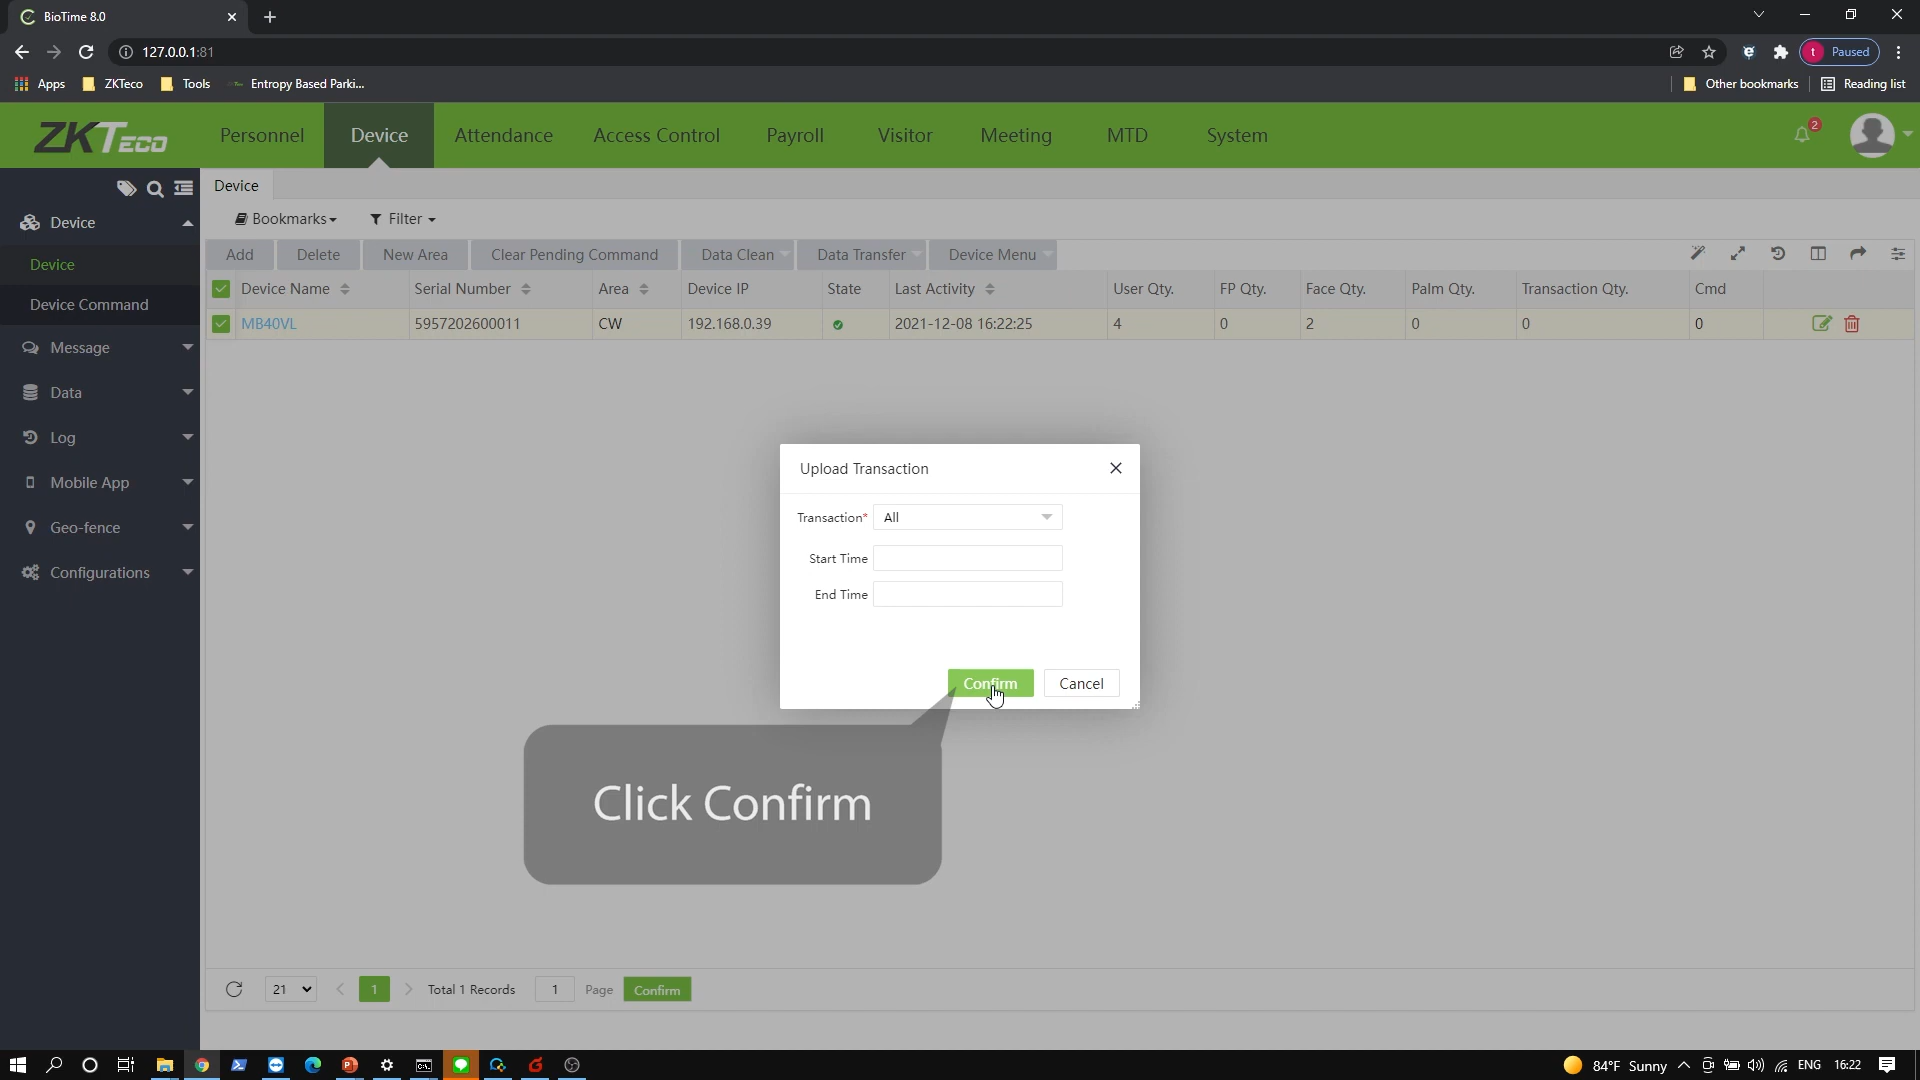 BioTime 8.0
127.0.0.1:81
t Paused
Apps ZKTeco Tools Entropy Based Parki... Other bookmarks Reading list
ZKTeco Personnel Device Attendance Access Control Payroll Visitor Meeting MTD System 2
Device
Bookmarks Filter
Add Delete New Area Clear Pending Command Data Clean Data Transfer Device Menu
Device Name Serial Number Area Device IP State Last Activity User Qty. FP Qty. Face Qty. Palm Qty. Transaction Qty. Cmd
MB40VL 5957202600011 CW 192.168.0.39 2021-12-08 16:22:25 4 0 2 0 0 0
Device
Device
Device Command
Message
Data
Log
Mobile App
Geo-fence
Configurations
Upload Transaction
Transaction* All
Start Time
End Time
Confirm Cancel
Click Confirm
21 1 Total 1 Records 1 Page Confirm
84°F Sunny ENG 16:22